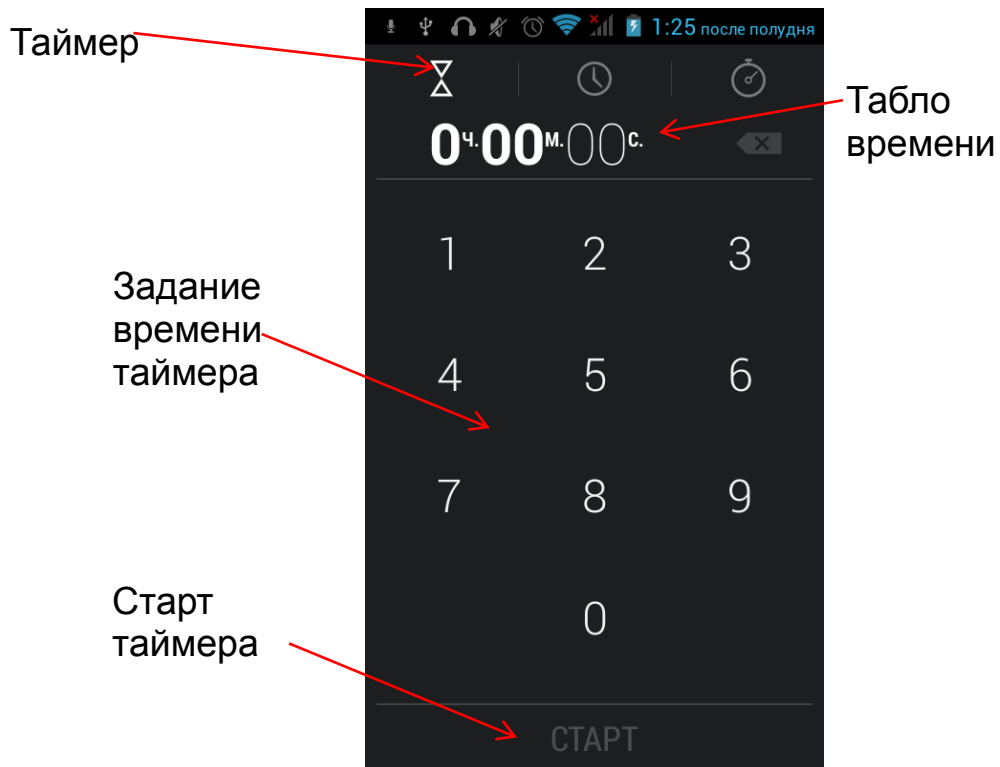 Таймер
1:25 после полудня
Табло
времени
0ч.00м.00с.
1 2 3
Задание
времени
таймера
4 5 6
7 8 9
Старт
таймера
0
СТАРТ